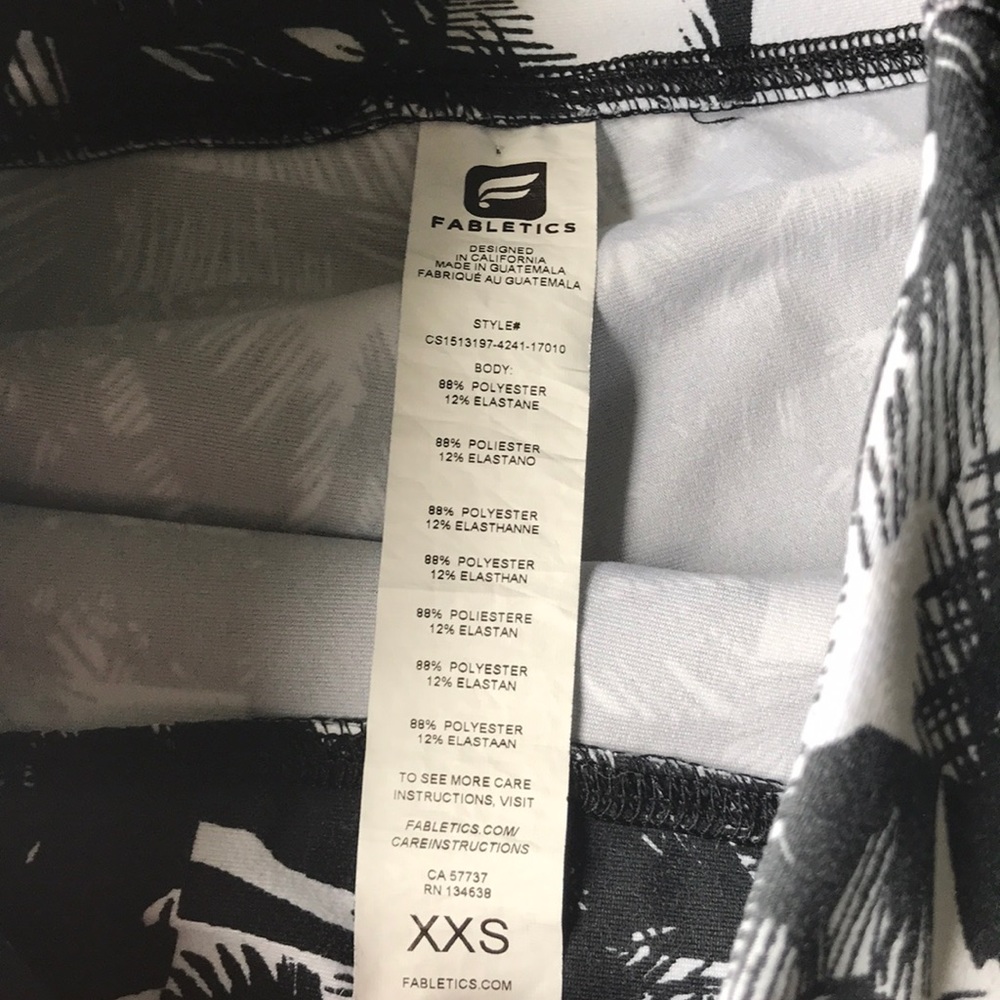 FABLETICS
DESIGNED
IN CALIFORNIA
MADE IN GUATEMALA
FABRIQUÉ AU GUATEMALA
STYLE#
CS1513197-4241-17010
BODY:
88% POLYESTER
12% ELASTANE
88% POLIESTER
12% ELASTANO
88% POLYESTER
12% ELASTHANNE
88% POLYESTER
12% ELASTHAN
88% POLIESTERE
12% ELASTAN
88% POLYESTER
12% ELASTAN
88% POLYESTER
12% ELASTAAN
TO SEE MORE CARE
INSTRUCTIONS, VISIT
FABLETICS.COM/
CAREINSTRUCTIONS
CA 57737
RN 134638
XXS
FABLETICS.COM